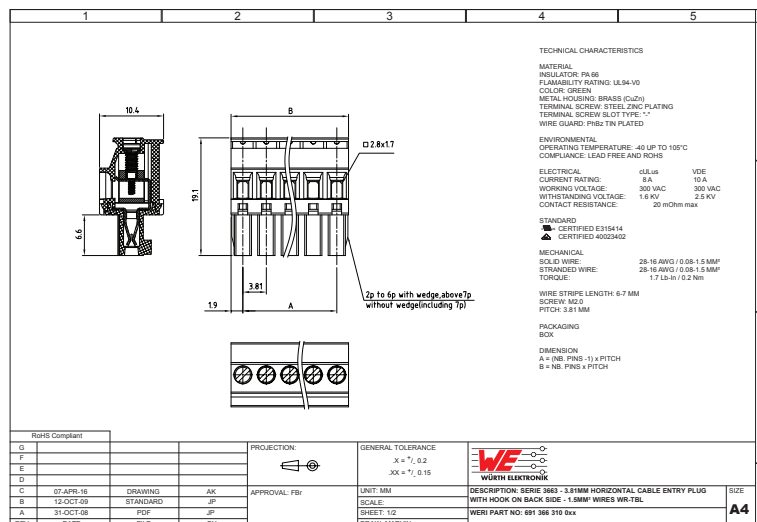 1 2 3 4 5
TECHNICAL CHARACTERISTICS
MATERIAL
INSULATOR: PA 66
FLAMABILITY RATING: UL94-V0
COLOR: GREEN
METAL HOUSING: BRASS (CuZn)
TERMINAL SCREW: STEEL ZINC PLATING
TERMINAL SCREW SLOT TYPE: "-"
WIRE GUARD: PhBz TIN PLATED
ENVIRONMENTAL
OPERATING TEMPERATURE: -40 UP TO 105°C
COMPLIANCE: LEAD FREE AND ROHS
ELECTRICAL cULus VDE
CURRENT RATING: 8 A 10 A
WORKING VOLTAGE: 300 VAC 300 VAC
WITHSTANDING VOLTAGE: 1.6 KV 2.5 KV
CONTACT RESISTANCE: 20 mOhm max
STANDARD
CERTIFIED E315414
CERTIFIED 40023402
MECHANICAL
SOLID WIRE: 28-16 AWG / 0.08-1.5 MM²
STRANDED WIRE: 28-16 AWG / 0.08-1.5 MM²
TORQUE: 1.7 Lb-In / 0.2 Nm
WIRE STRIPE LENGTH: 6-7 MM
SCREW: M2.0
PITCH: 3.81 MM
PACKAGING
BOX
DIMENSION
A = (NB. PINS -1) x PITCH
B = NB. PINS x PITCH
10.4
B
2.8x1.7
19.1
6.6
3.81
1.9
A
2p to 6p with wedge,above7p
without wedge(including 7p)
RoHS Compliant
G
F
E
D
C 07-APR-16 DRAWING AK
B 12-OCT-09 STANDARD JP
A 31-OCT-08 PDF JP
PROJECTION:
APPROVAL: FBr
GENERAL TOLERANCE
.X = +/- 0.2
.XX = +/- 0.15
UNIT: MM
SCALE:
SHEET: 1/2
WE
WÜRTH ELEKTRONIK
DESCRIPTION: SERIE 3663 - 3.81MM HORIZONTAL CABLE ENTRY PLUG
WITH HOOK ON BACK SIDE - 1.5MM² WIRES WR-TBL
WERI PART NO: 691 366 310 0xx
SIZE
A4